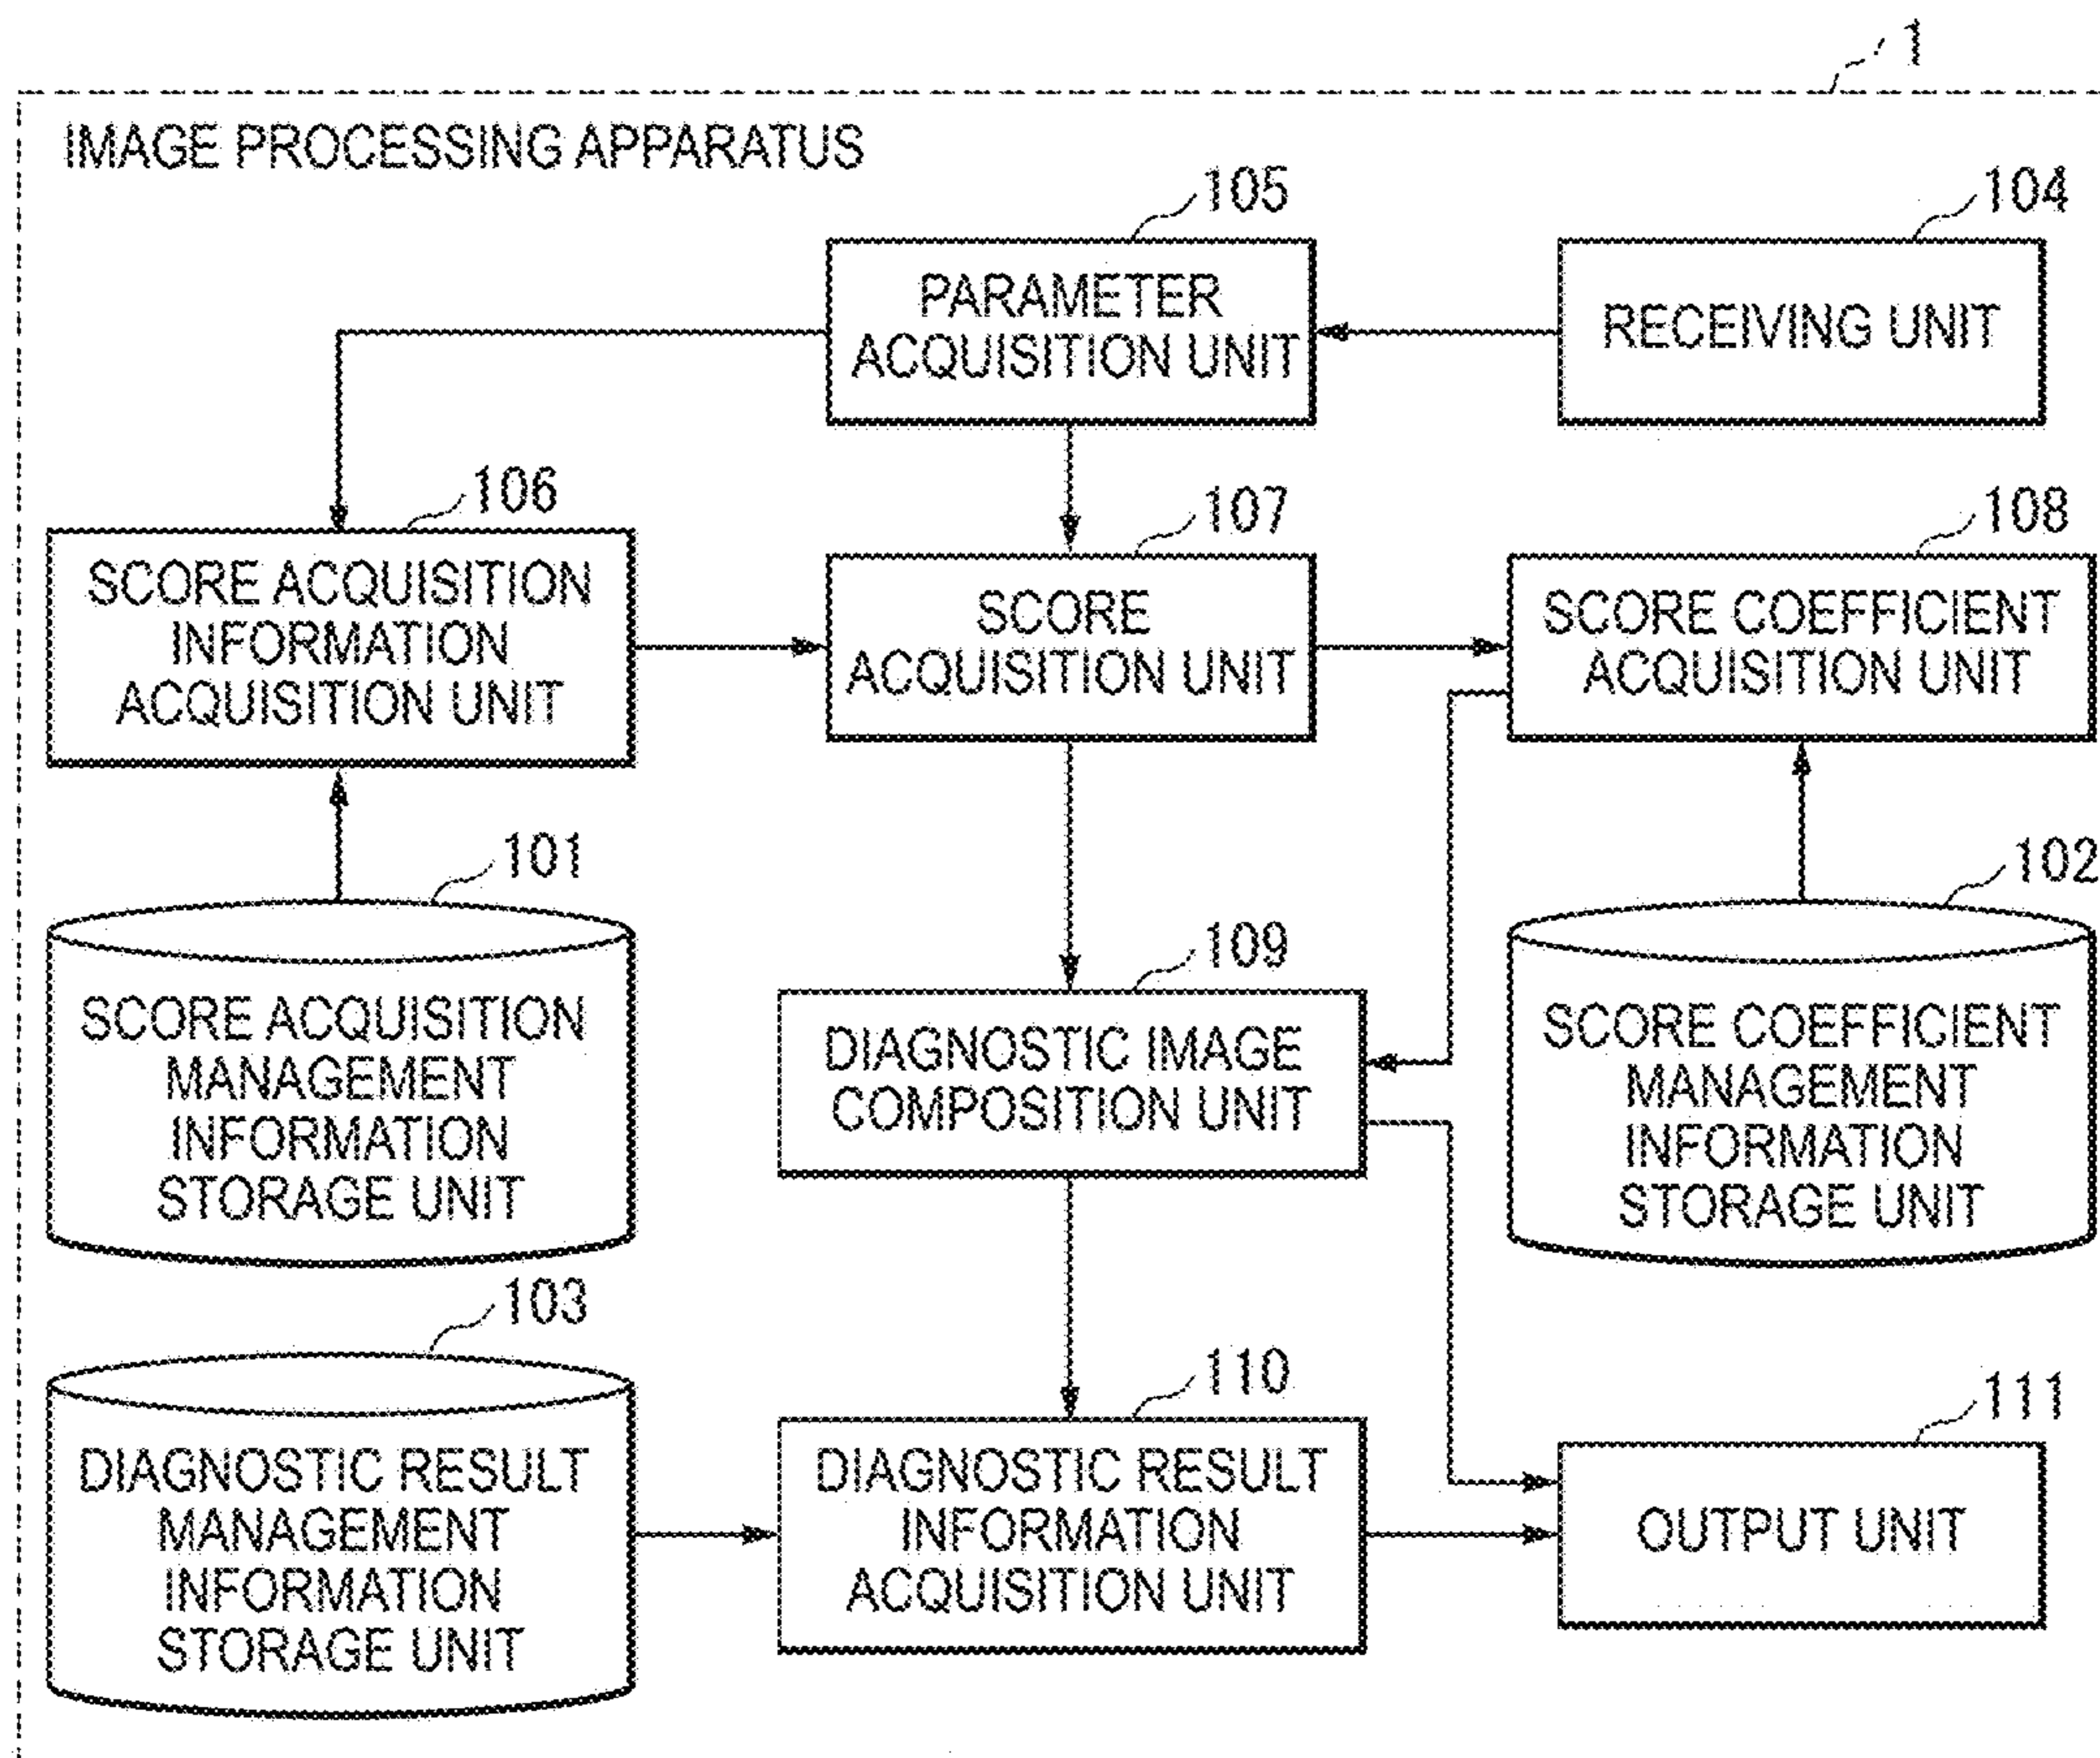 1
IMAGE PROCESSING APPARATUS
105
104
PARAMETER
ACQUISITION UNIT
RECEIVING UNIT
106
107
108
SCORE ACQUISITION
INFORMATION
ACQUISITION UNIT
SCORE
ACQUISITION UNIT
SCORE COEFFICIENT
ACQUISITION UNIT
101
102
109
SCORE ACQUISITION
MANAGEMENT
INFORMATION
STORAGE UNIT
DIAGNOSTIC IMAGE
COMPOSITION UNIT
SCORE COEFFICIENT
MANAGEMENT
INFORMATION
STORAGE UNIT
103
110
111
DIAGNOSTIC RESULT
MANAGEMENT
INFORMATION
STORAGE UNIT
DIAGNOSTIC RESULT
INFORMATION
ACQUISITION UNIT
OUTPUT UNIT